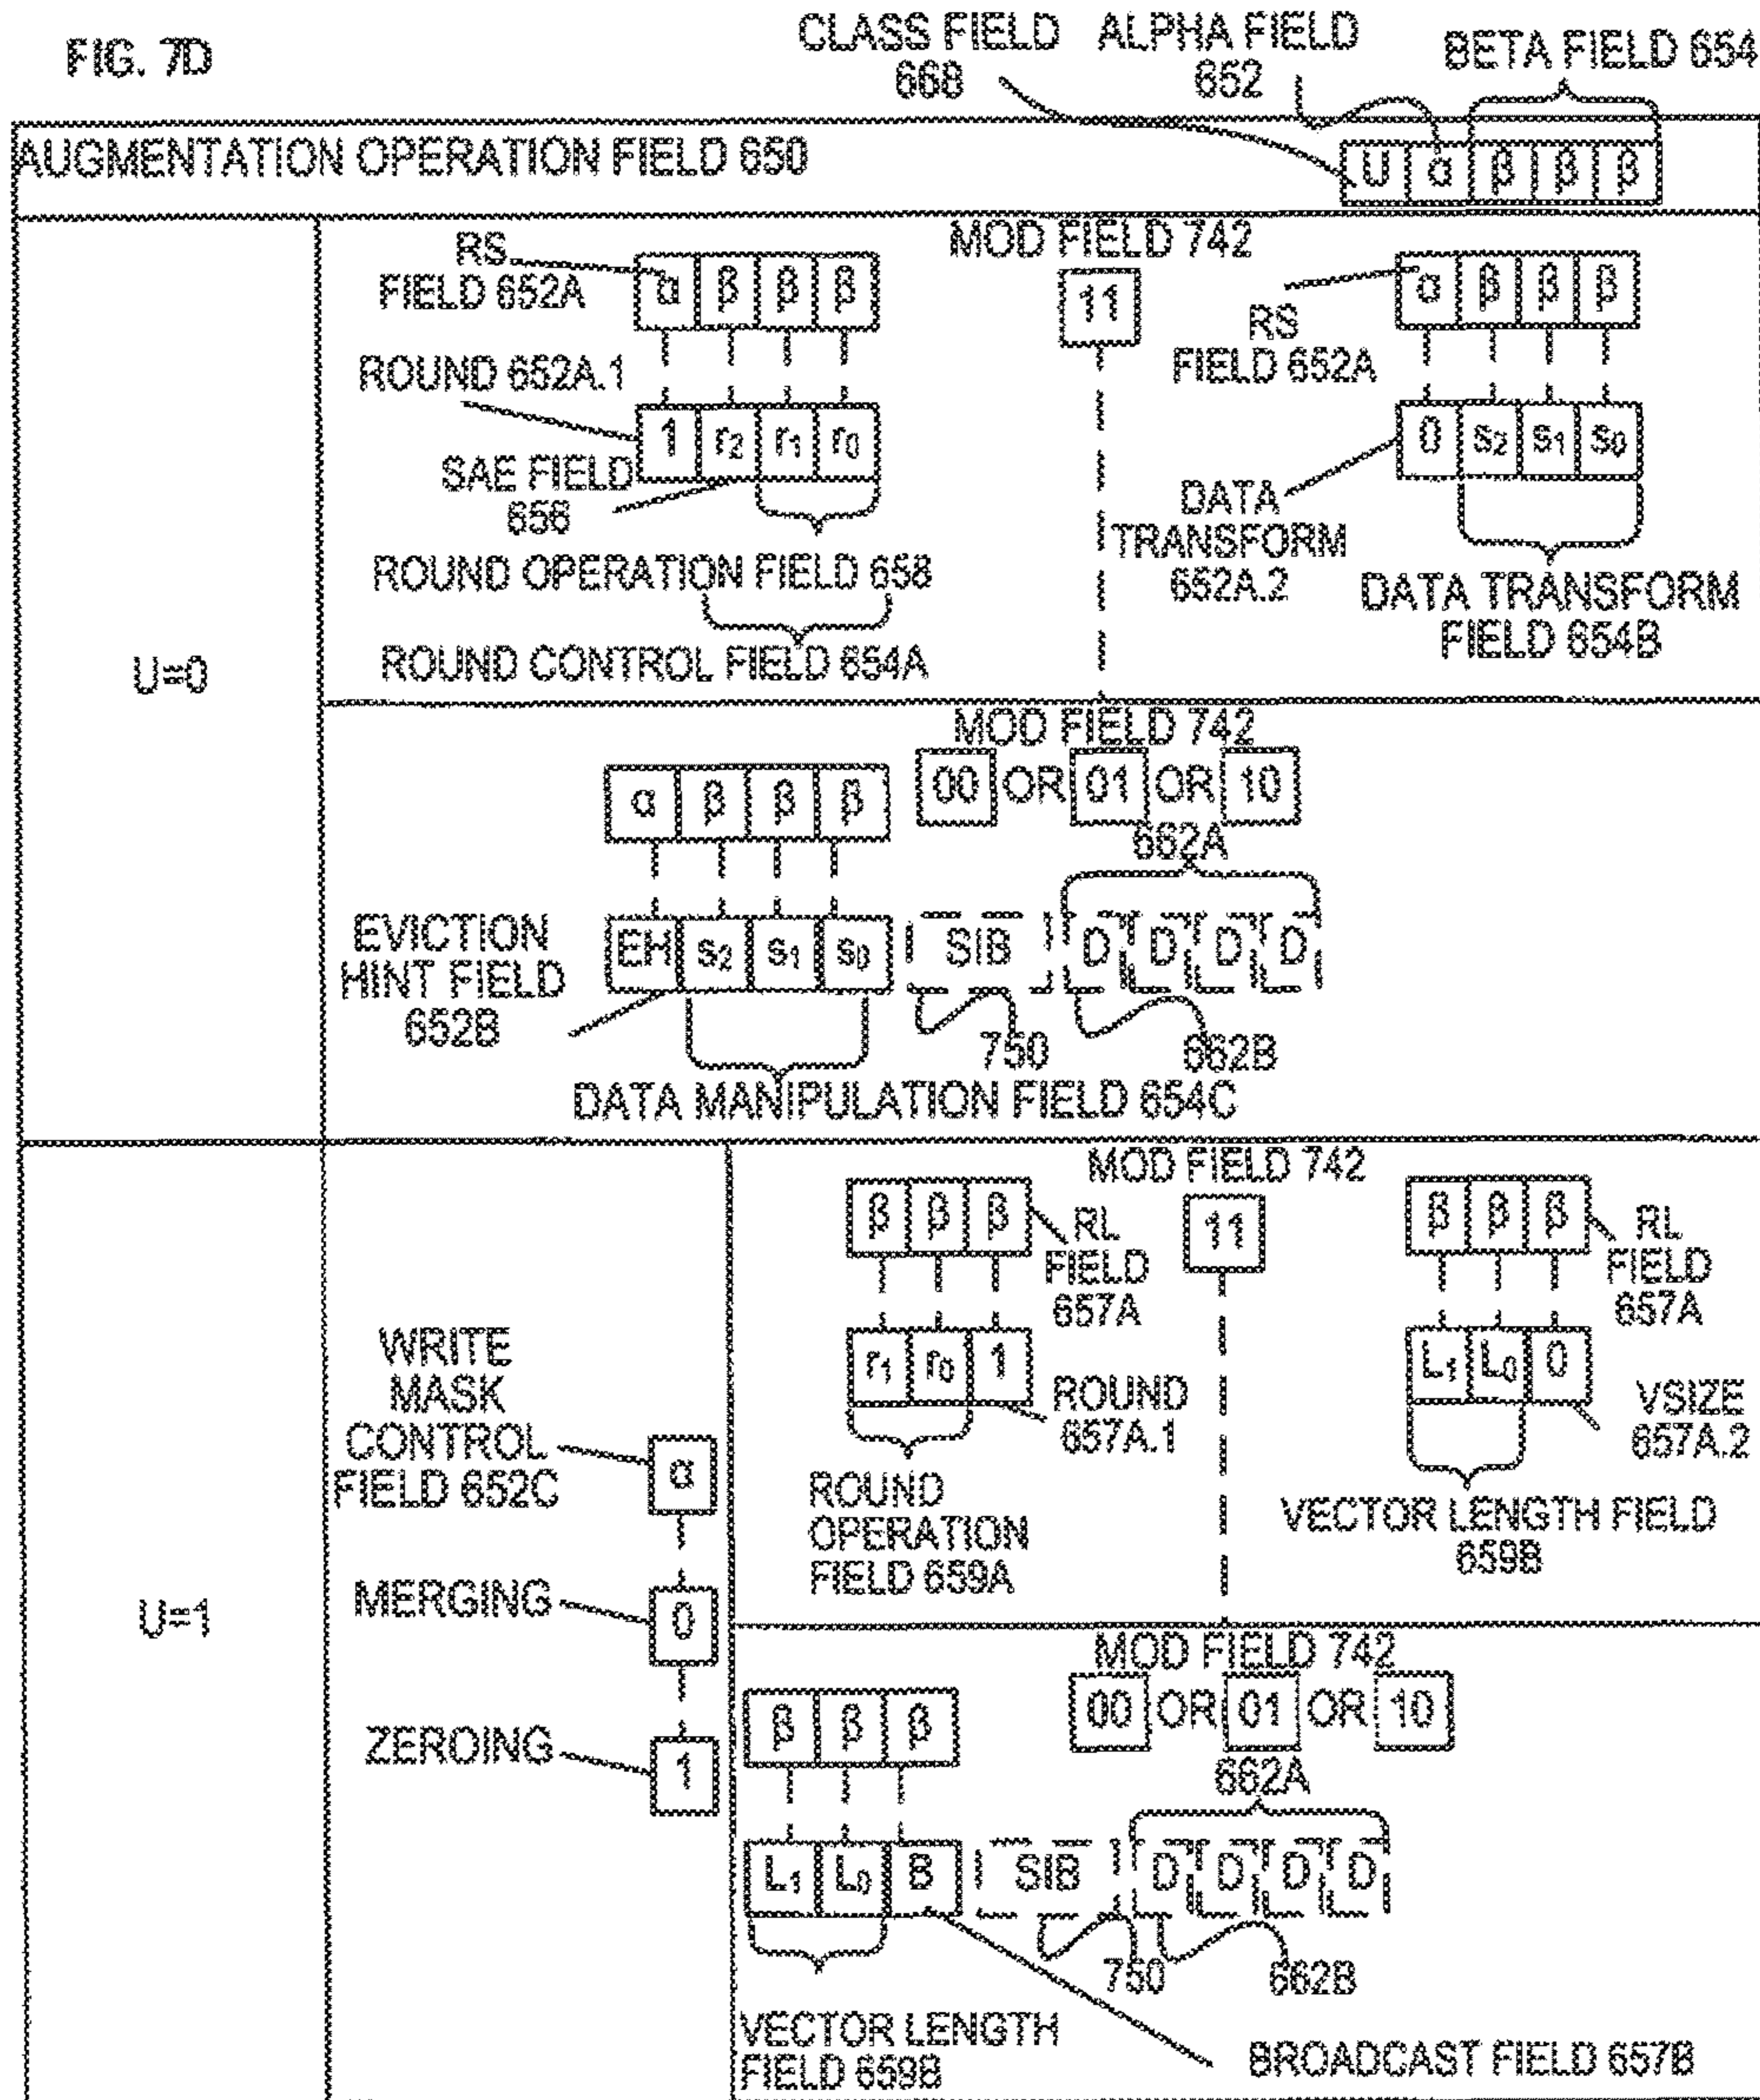 FIG. 7D
CLASS FIELD
668
ALPHA FIELD
652
BETA FIELD 654
AUGMENTATION OPERATION FIELD 650
U α β β β
U=0
MOD FIELD 742
11
RS
FIELD 652A
α β β β
ROUND 652A.1
1 r₂ r₁ r₀
SAE FIELD
656
ROUND OPERATION FIELD 658
ROUND CONTROL FIELD 654A
α β β β
RS
FIELD 652A
0 s₂ s₁ s₀
DATA
TRANSFORM
652A.2
DATA TRANSFORM
FIELD 654B
MOD FIELD 742
00 OR 01 OR 10
α β β β
662A
EVICTION
HINT FIELD
652B
EH s₂ s₁ s₀ SIB D D D D
750
662B
DATA MANIPULATION FIELD 654C
U=1
WRITE
MASK
CONTROL
FIELD 652C
α
MERGING
0
ZEROING
1
MOD FIELD 742
11
β β β
RL
FIELD
657A
r₁ r₀ 1
ROUND
657A.1
ROUND
OPERATION
FIELD 659A
β β β
RL
FIELD
657A
L₁ L₀ 0
VSIZE
657A.2
VECTOR LENGTH FIELD
659B
MOD FIELD 742
00 OR 01 OR 10
β β β
662A
L₁ L₀ B SIB D D D D
750
662B
VECTOR LENGTH
FIELD 659B
BROADCAST FIELD 657B